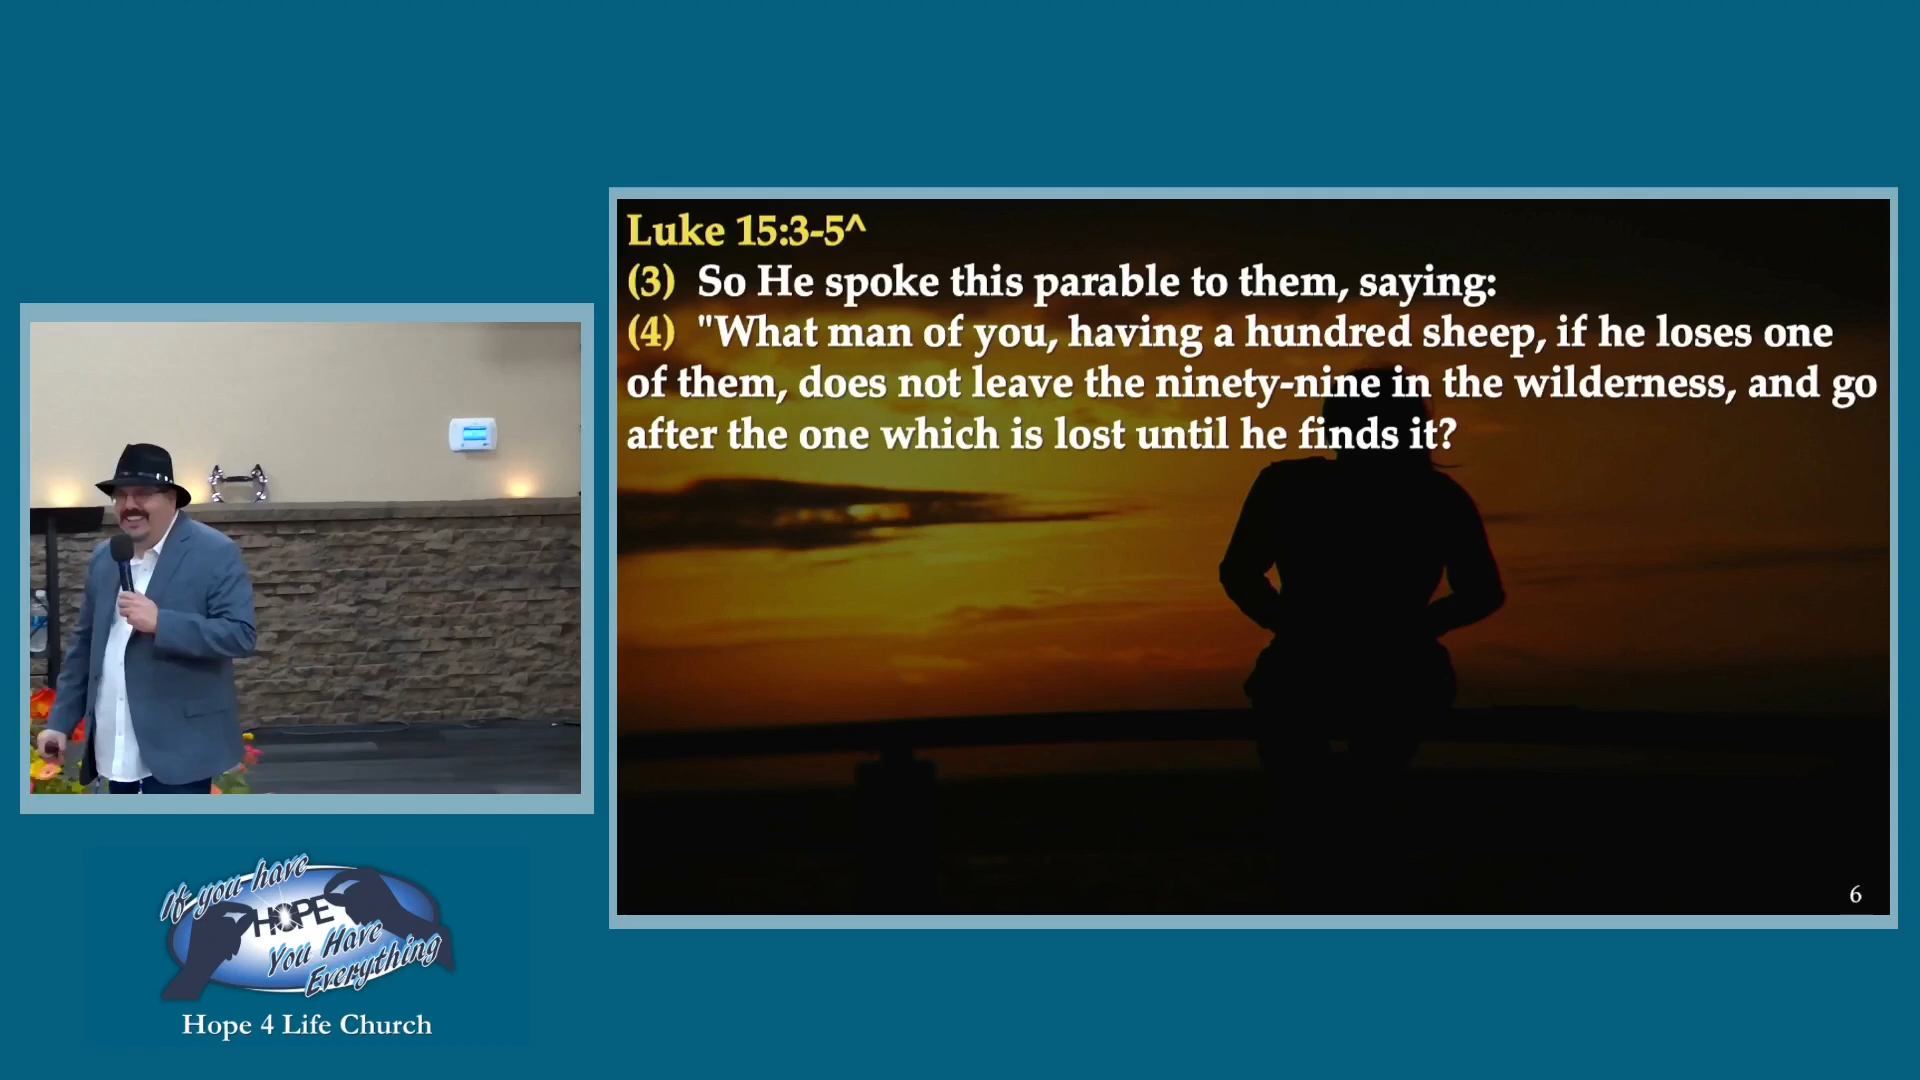 Luke 15:3-5^
(3) So He spoke this parable to them, saying:
(4) "What man of you, having a hundred sheep, if he loses one
of them, does not leave the ninety-nine in the wilderness, and go
after the one which is lost until he finds it?
6
If you have
HOPE
You Have
Everything
Hope 4 Life Church